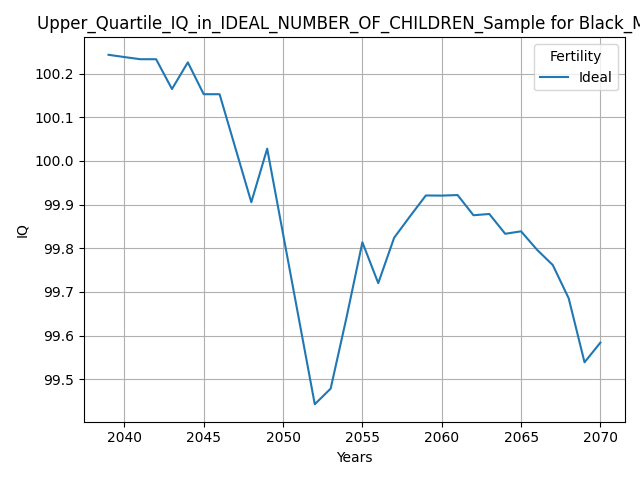 Upper_Quartile_IQ_in_IDEAL_NUMBER_OF_CHILDREN_Sample for Black_M
Fertility
Ideal
100.2
100.1
100.0
99.9
99.8
99.7
99.6
99.5
IQ
2040 2045 2050 2055 2060 2065 2070
Years